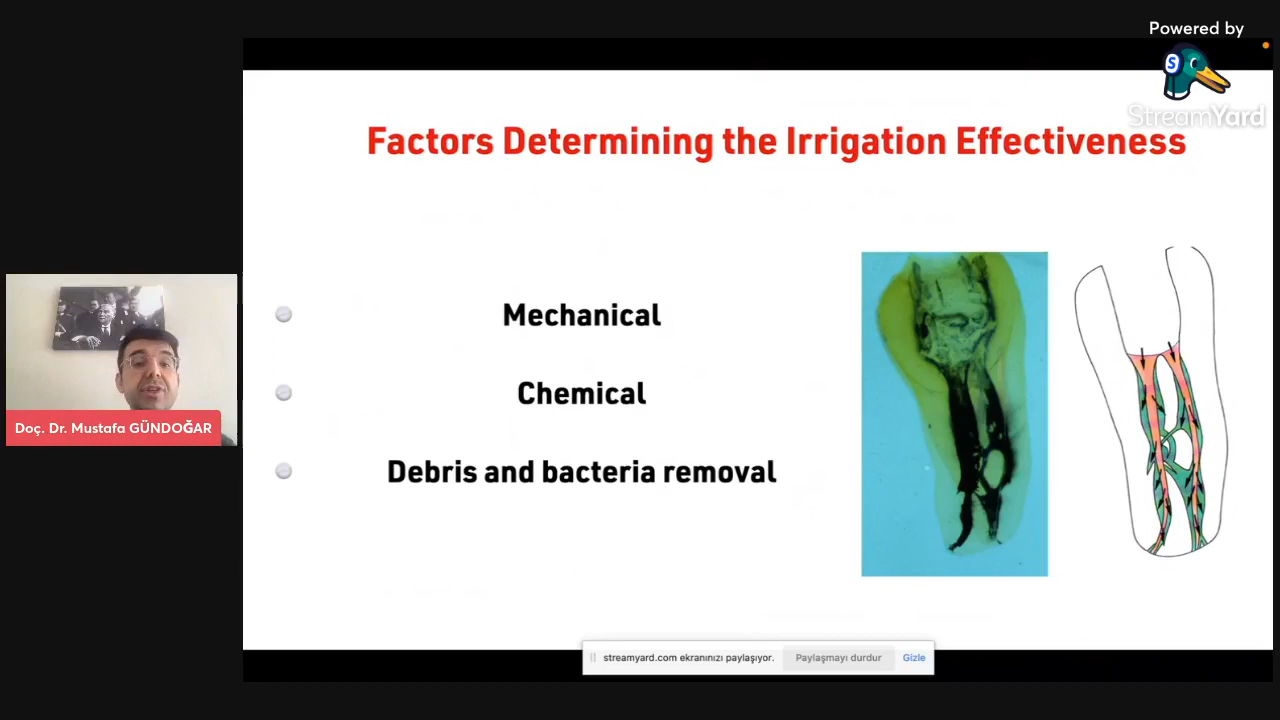 Powered by
S
StreamYard
Factors Determining the Irrigation Effectiveness
Mechanical
Chemical
Debris and bacteria removal
Doç. Dr. Mustafa GÜNDOĞAR
streamyard.com ekranınızı paylaşıyor. Paylaşmayı durdur Gizle